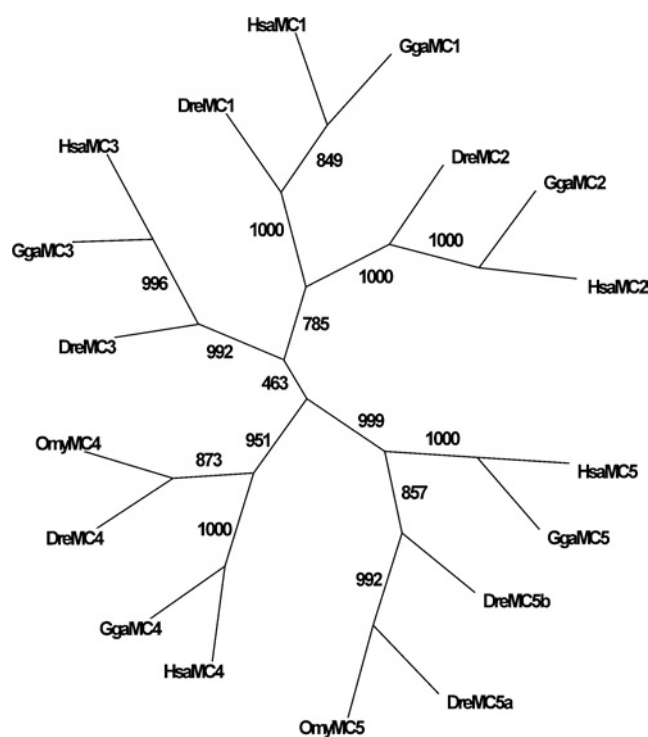 HsaMC1
GgaMC1
DreMC1
HsaMC3
849
DreMC2
GgaMC2
GgaMC3
1000
1000
1000
HsaMC2
996
785
DreMC3
992
463
999
OmyMC4
951
1000
873
HsaMC5
857
DreMC4
1000
GgaMC5
992
DreMC5b
GgaMC4
HsaMC4
DreMC5a
OmyMC5